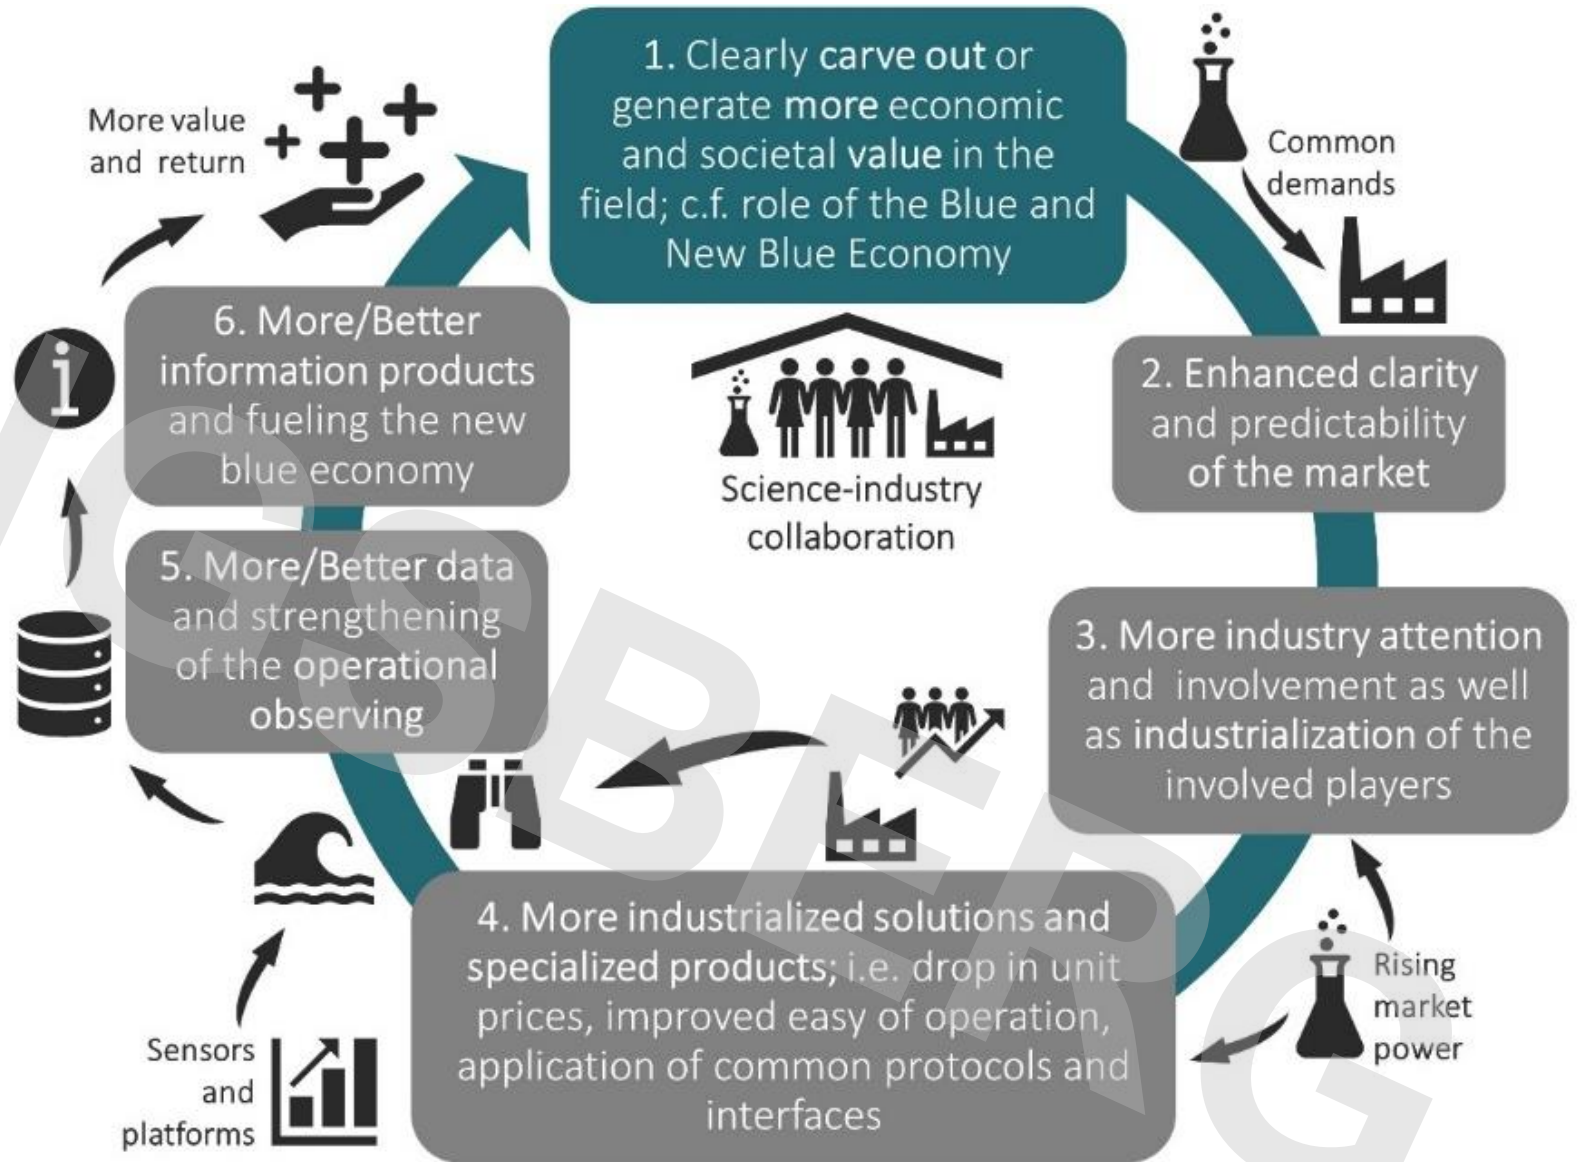 1. Clearly carve out or
generate more economic
and societal value in the
field; c.f. role of the Blue and
New Blue Economy
Common
demands
2. Enhanced clarity
and predictability
of the market
3. More industry attention
and involvement as well
as industrialization of the
involved players
Rising
market
power
4. More industrialized solutions and
specialized products; i.e. drop in unit
prices, improved easy of operation,
application of common protocols and
interfaces
Sensors
and
platforms
5. More/Better data
and strengthening
of the operational
observing
6. More/Better
information products
and fueling the new
blue economy
More value
and return
Science-industry
collaboration
i
NGSBERG